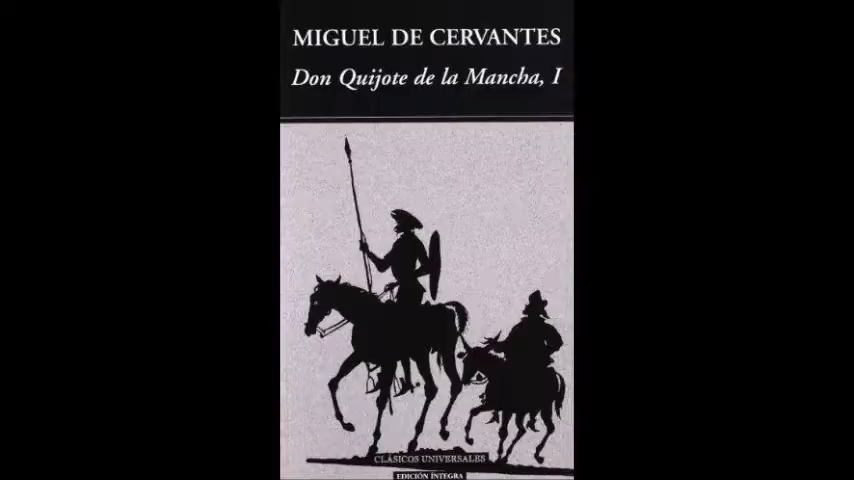 MIGUEL DE CERVANTES
Don Quijote de la Mancha, I
CLÁSICOS UNIVERSALES
EDICIÓN ÍNTEGRA